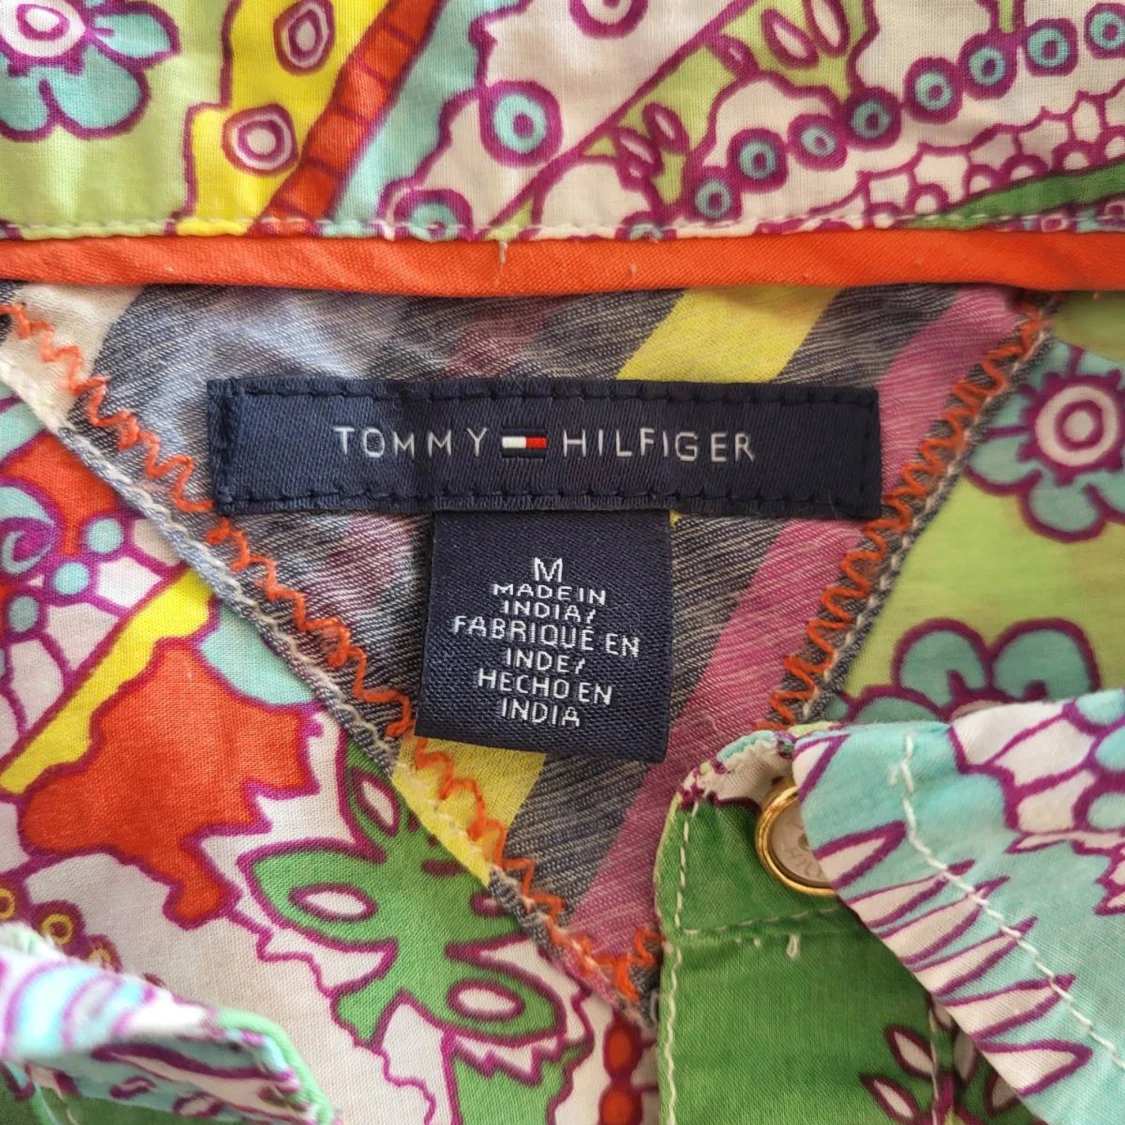 TOMMY HILFIGER
M
MADE IN
INDIA/
FABRIQUÉ EN
INDE/
HECHO EN
INDIA